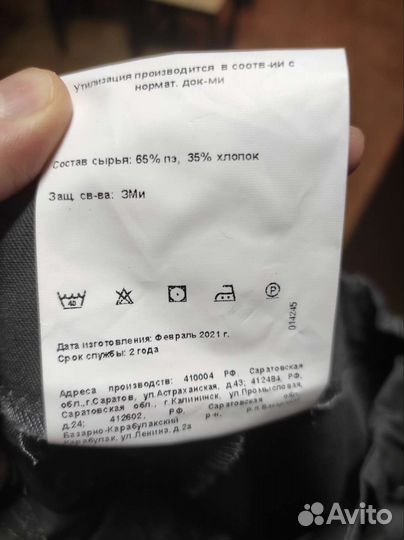 Утилизация производится в соотв-ии с
нормат. док-ми
Состав сырья: 65% пэ, 35% хлопок
Защ. св-ва: ЗМи
40
P
014245
Дата изготовления: Февраль 2021 г.
Срок службы: 2 года
Адреса производств: 410004 РФ, Саратовская
обл.,г.Саратов, ул.Астраханская, д.43; 412484, РФ,
Саратовская обл., г.Калининск, ул.Промысловая,
д.24; 412602, РФ, Саратовская обл.,
Базарно-Карабулакский р-н,
Карабулак, ул.Ленина, д.2а
Avito